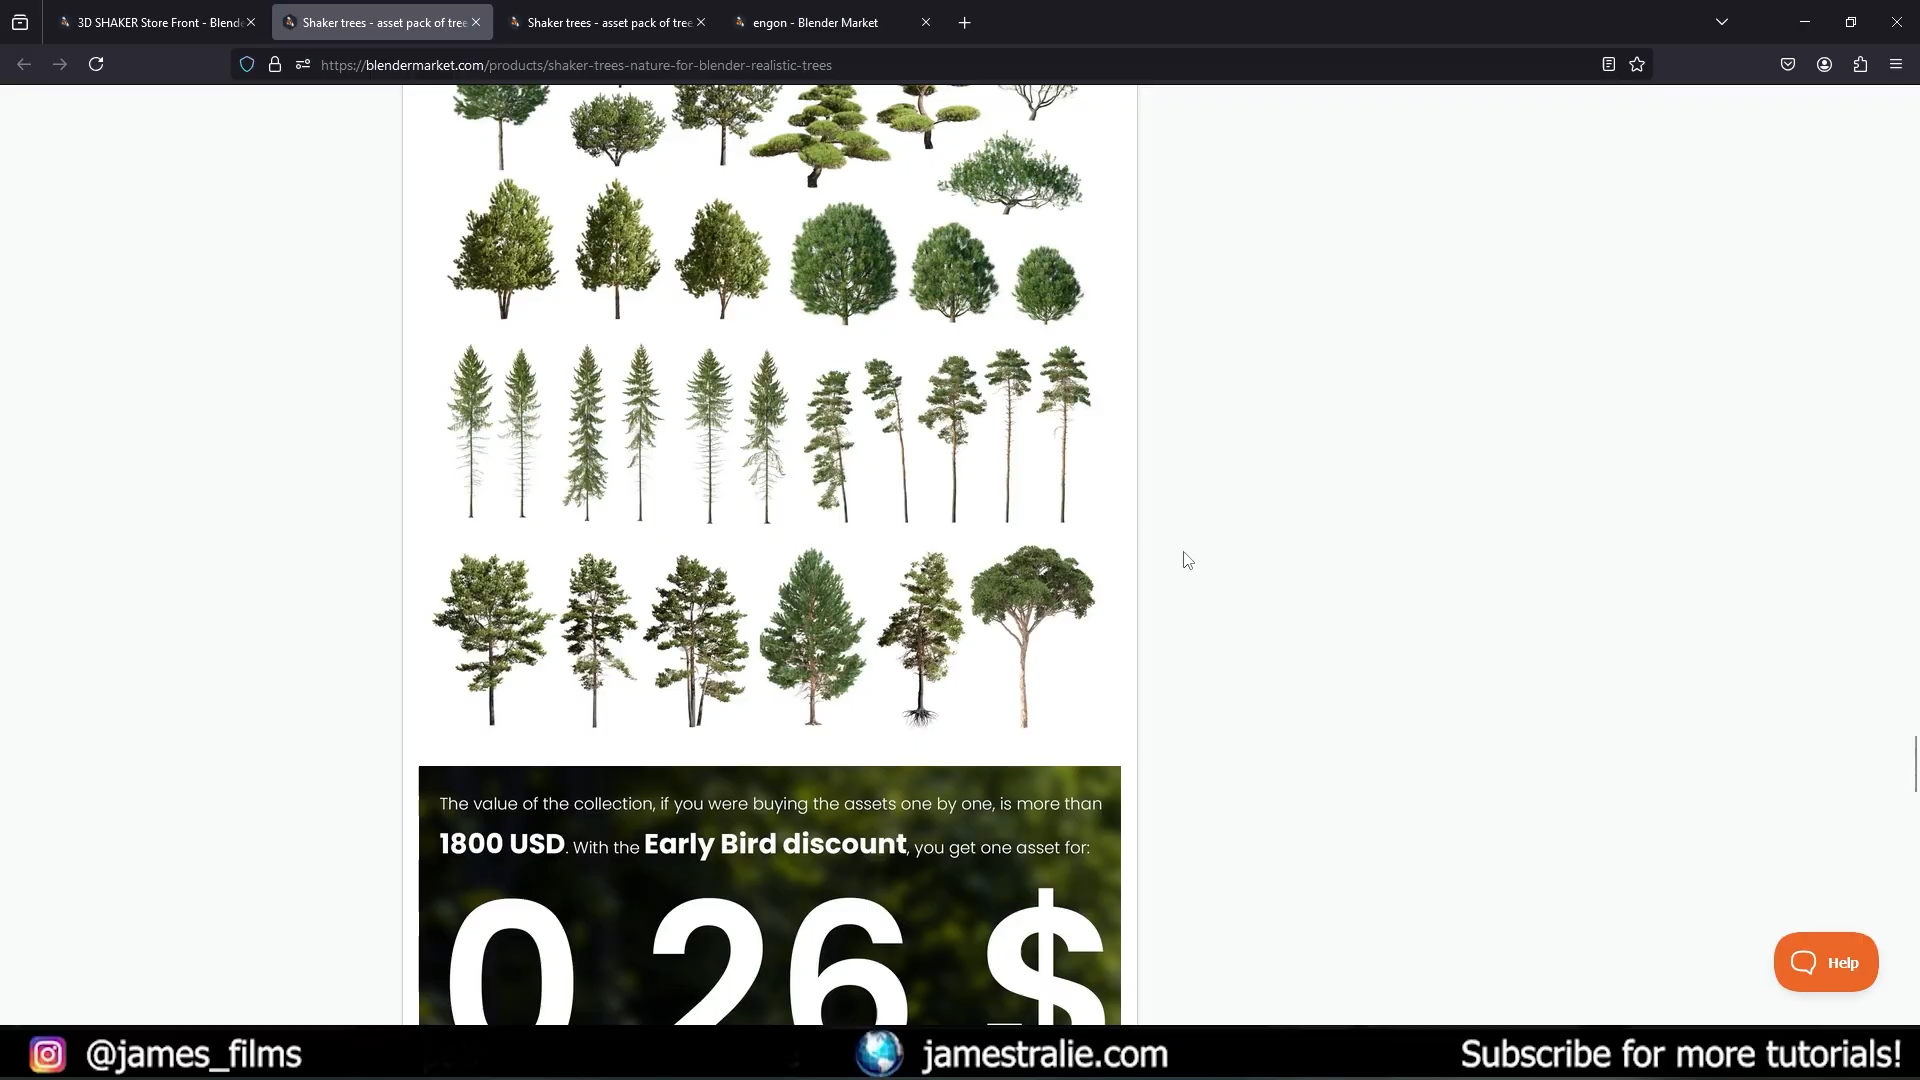 3D SHAKER Store Front - Blende
Shaker trees - asset pack of tree
Shaker trees - asset pack of tree
engon - Blender Market
https://blendermarket.com/products/shaker-trees-nature-for-blender-realistic-trees
The value of the collection, if you were buying the assets one by one, is more than
1800 USD. With the Early Bird discount, you get one asset for:
0.26 $
Help
@james_films
jamestralie.com
Subscribe for more tutorials!